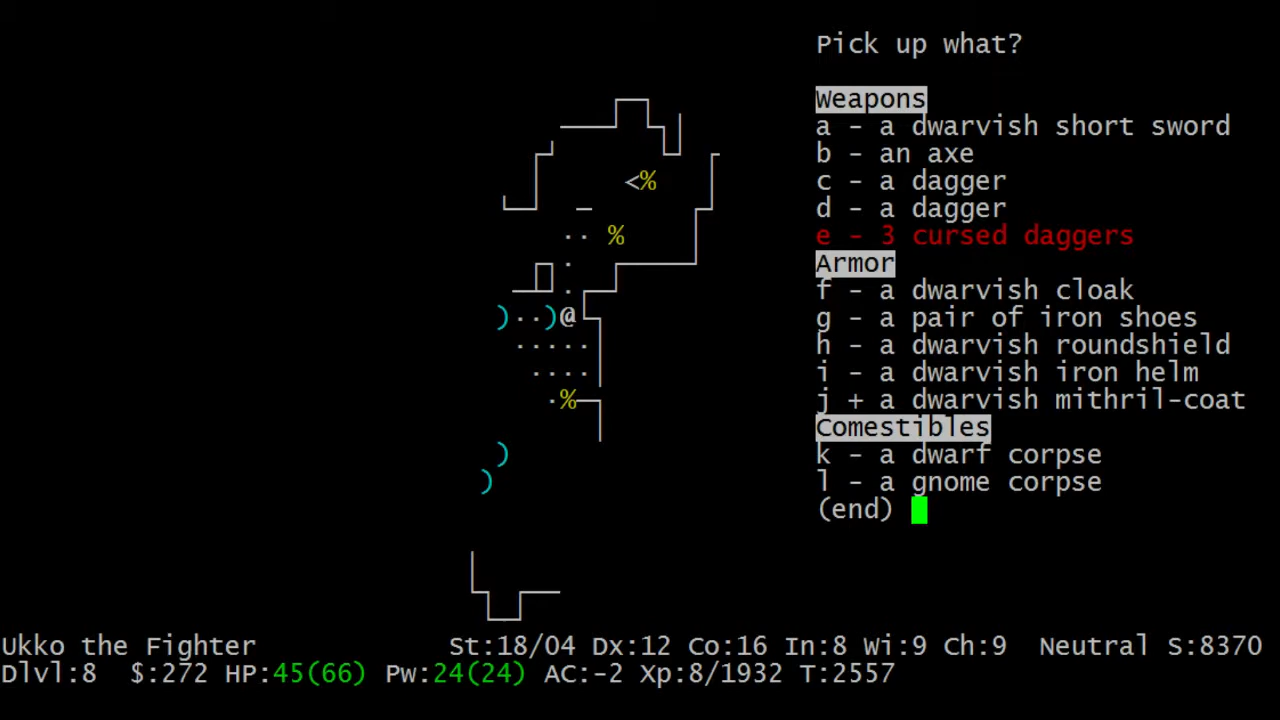 Pick up what?
Weapons
a - a dwarvish short sword
b - an axe
c - a dagger
d - a dagger
e - 3 cursed daggers
Armor
f - a dwarvish cloak
g - a pair of iron shoes
h - a dwarvish roundshield
i - a dwarvish iron helm
j + a dwarvish mithril-coat
Comestibles
k - a dwarf corpse
l - a gnome corpse
(end)
<%
.. %
.
.
)..)@
.....
....
.%
)
)
Ukko the Fighter St:18/04 Dx:12 Co:16 In:8 Wi:9 Ch:9 Neutral S:8370
Dlvl:8 $:272 HP:45(66) Pw:24(24) AC:-2 Xp:8/1932 T:2557